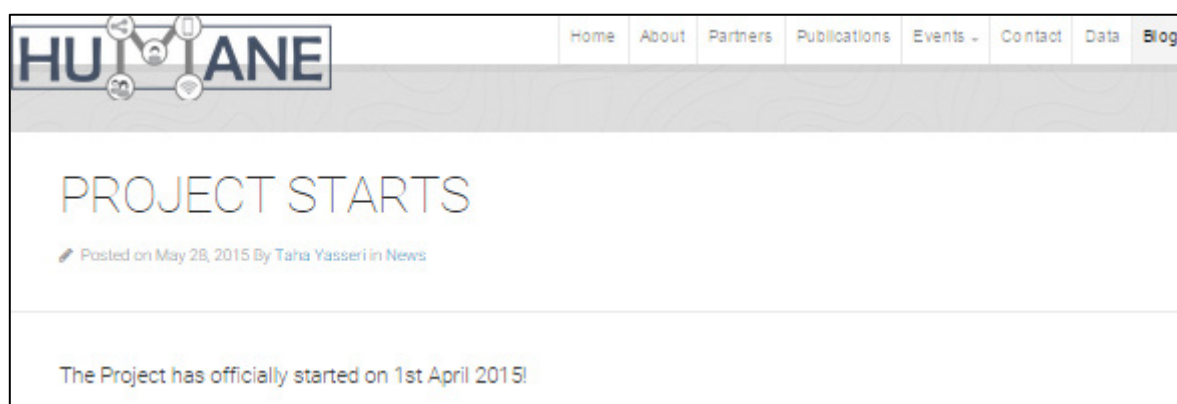 HUMANE
Home About Partners Publications Events Contact Data Blog
PROJECT STARTS
Posted on May 28, 2015 By Taha Yasseri in News
The Project has officially started on 1st April 2015!